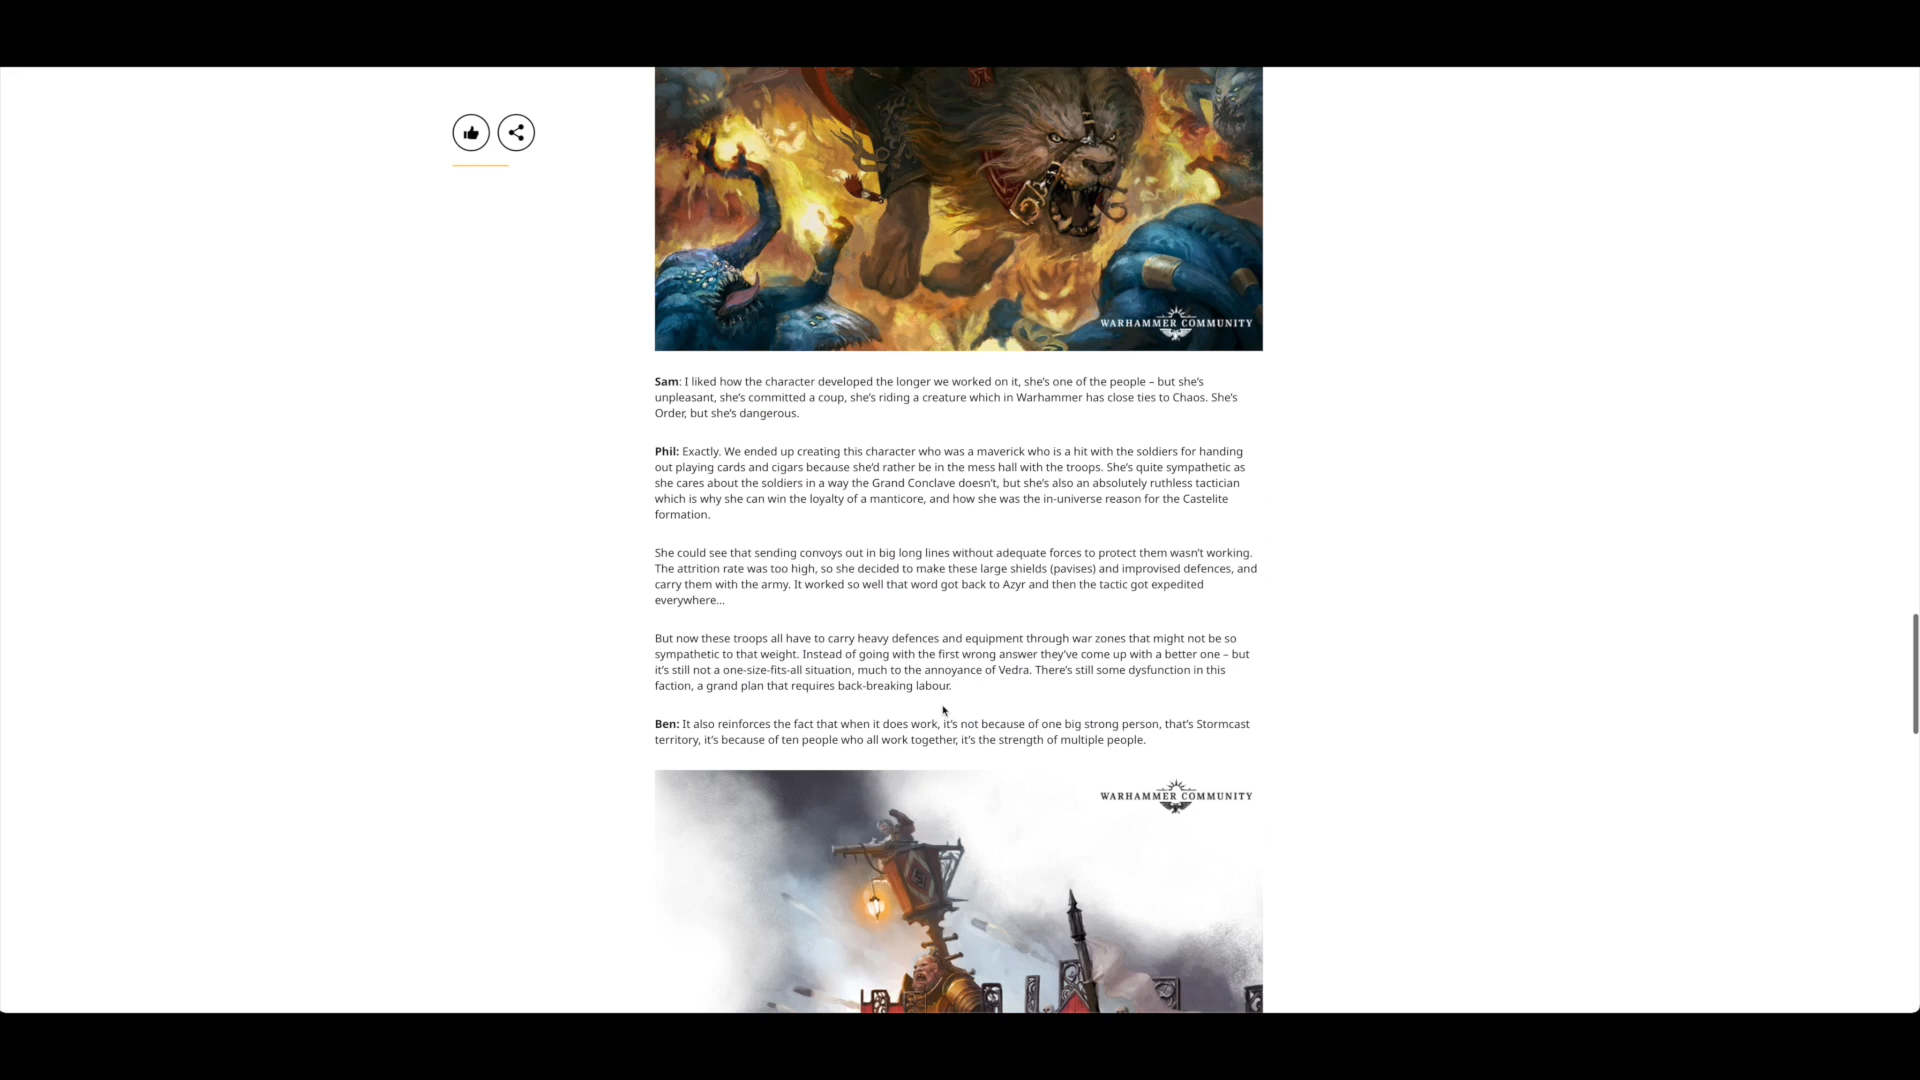 WARHAMMER COMMUNITY
Sam: I liked how the character developed the longer we worked on it, she’s one of the people – but she’s
unpleasant, she’s committed a coup, she’s riding a creature which in Warhammer has close ties to Chaos. She’s
Order, but she’s dangerous.
Phil: Exactly. We ended up creating this character who was a maverick who is a hit with the soldiers for handing
out playing cards and cigars because she’d rather be in the mess hall with the troops. She’s quite sympathetic as
she cares about the soldiers in a way the Grand Conclave doesn’t, but she’s also an absolutely ruthless tactician
which is why she can win the loyalty of a manticore, and how she was the in-universe reason for the Castelite
formation.
She could see that sending convoys out in big long lines without adequate forces to protect them wasn’t working.
The attrition rate was too high, so she decided to make these large shields (pavises) and improvised defences, and
carry them with the army. It worked so well that word got back to Azyr and then the tactic got expedited
everywhere…
But now these troops all have to carry heavy defences and equipment through war zones that might not be so
sympathetic to that weight. Instead of going with the first wrong answer they’ve come up with a better one – but
it’s still not a one-size-fits-all situation, much to the annoyance of Vedra. There’s still some dysfunction in this
faction, a grand plan that requires back-breaking labour.
Ben: It also reinforces the fact that when it does work, it’s not because of one big strong person, that’s Stormcast
territory, it’s because of ten people who all work together, it’s the strength of multiple people.
WARHAMMER COMMUNITY